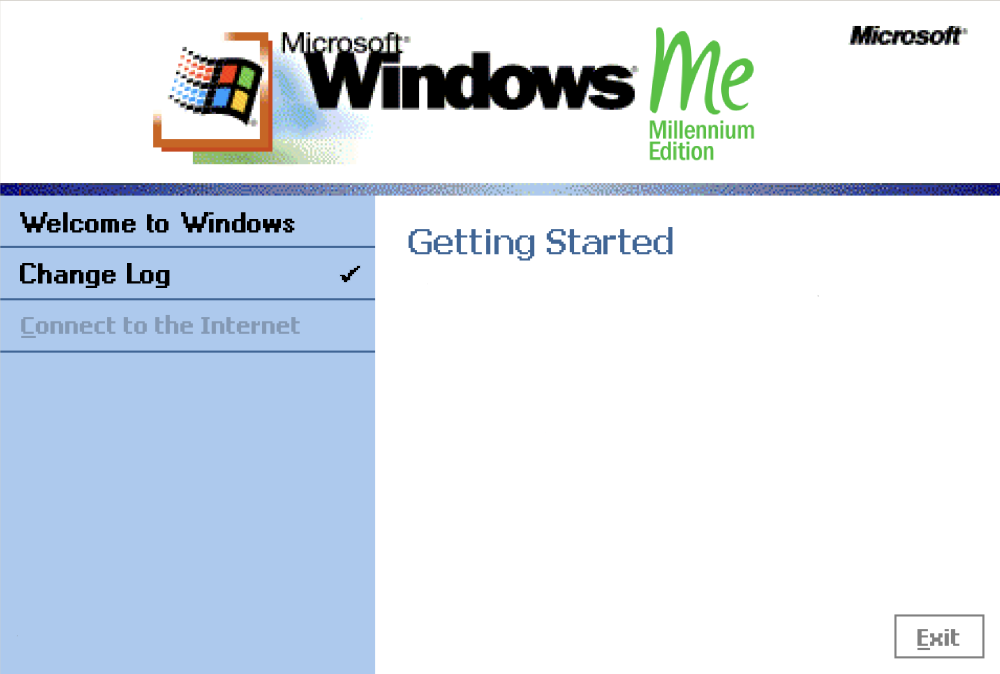 Microsoft®
Windows® Me
Millennium
Edition
Microsoft®
Welcome to Windows
Change Log
Connect to the Internet
Getting Started
Exit